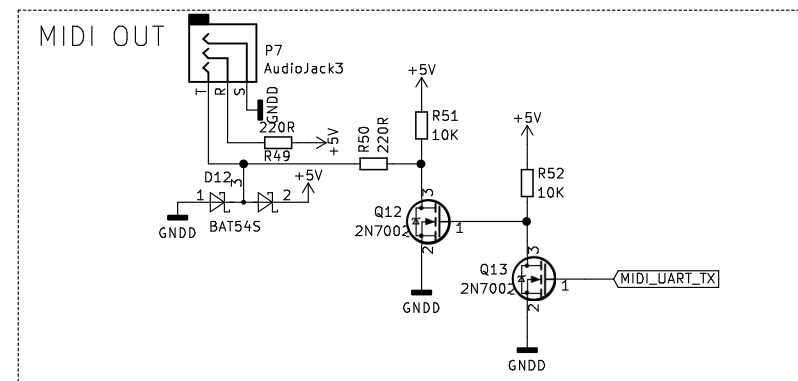 MIDI OUT
P7
AudioJack3
T
R
S
GNDD
220R
R49
+5V
R50
220R
+5V
R51
10K
+5V
R52
10K
D12
3
+5V
1
2
BAT54S
GNDD
Q12
2N7002
3
1
2
GNDD
Q13
2N7002
3
1
2
MIDI_UART_TX
GNDD